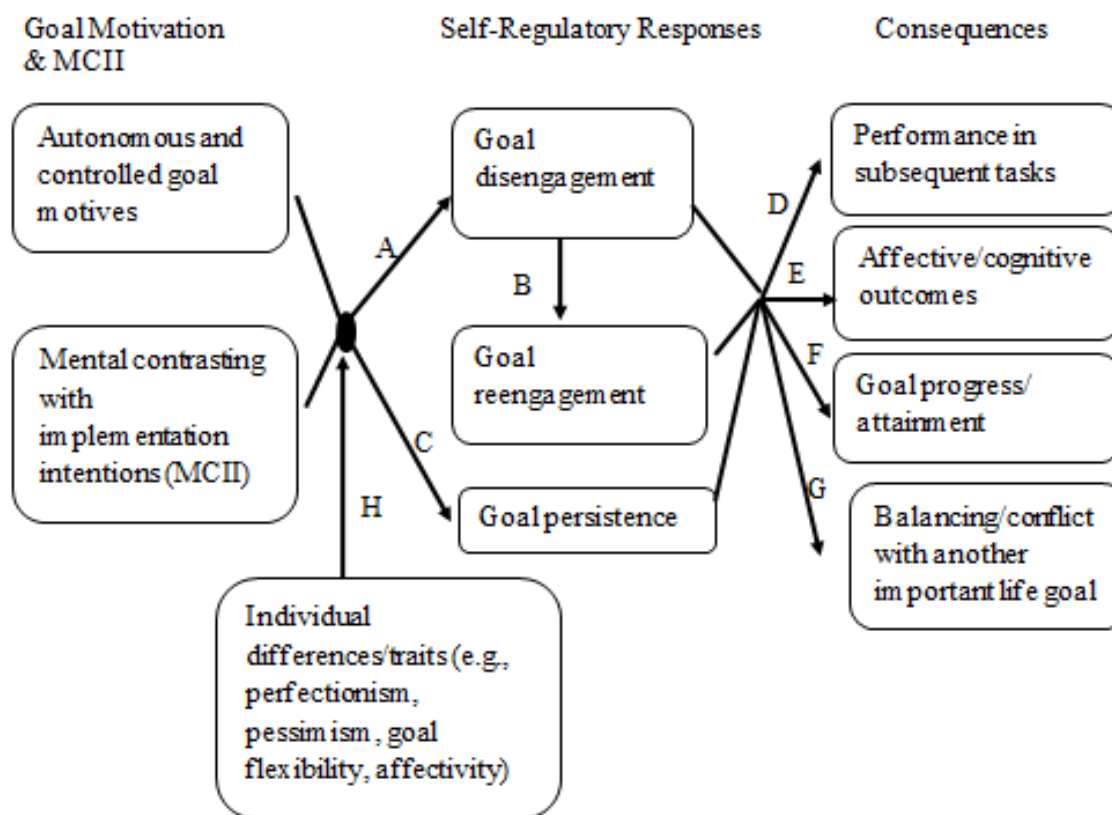 Goal Motivation
& MCII
Self-Regulatory Responses
Consequences
Autonomous and
controlled goal
motives
Mental contrasting
with
implementation
intentions (MCII)
Individual
differences/traits (e.g.,
perfectionism,
pessimism, goal
flexibility, affectivity)
A
B
C
H
Goal
disengagement
Goal
reengagement
Goal persistence
D
E
F
G
Performance in
subsequent tasks
Affective/cognitive
outcomes
Goal progress/
attainment
Balancing/conflict
with another
important life goal